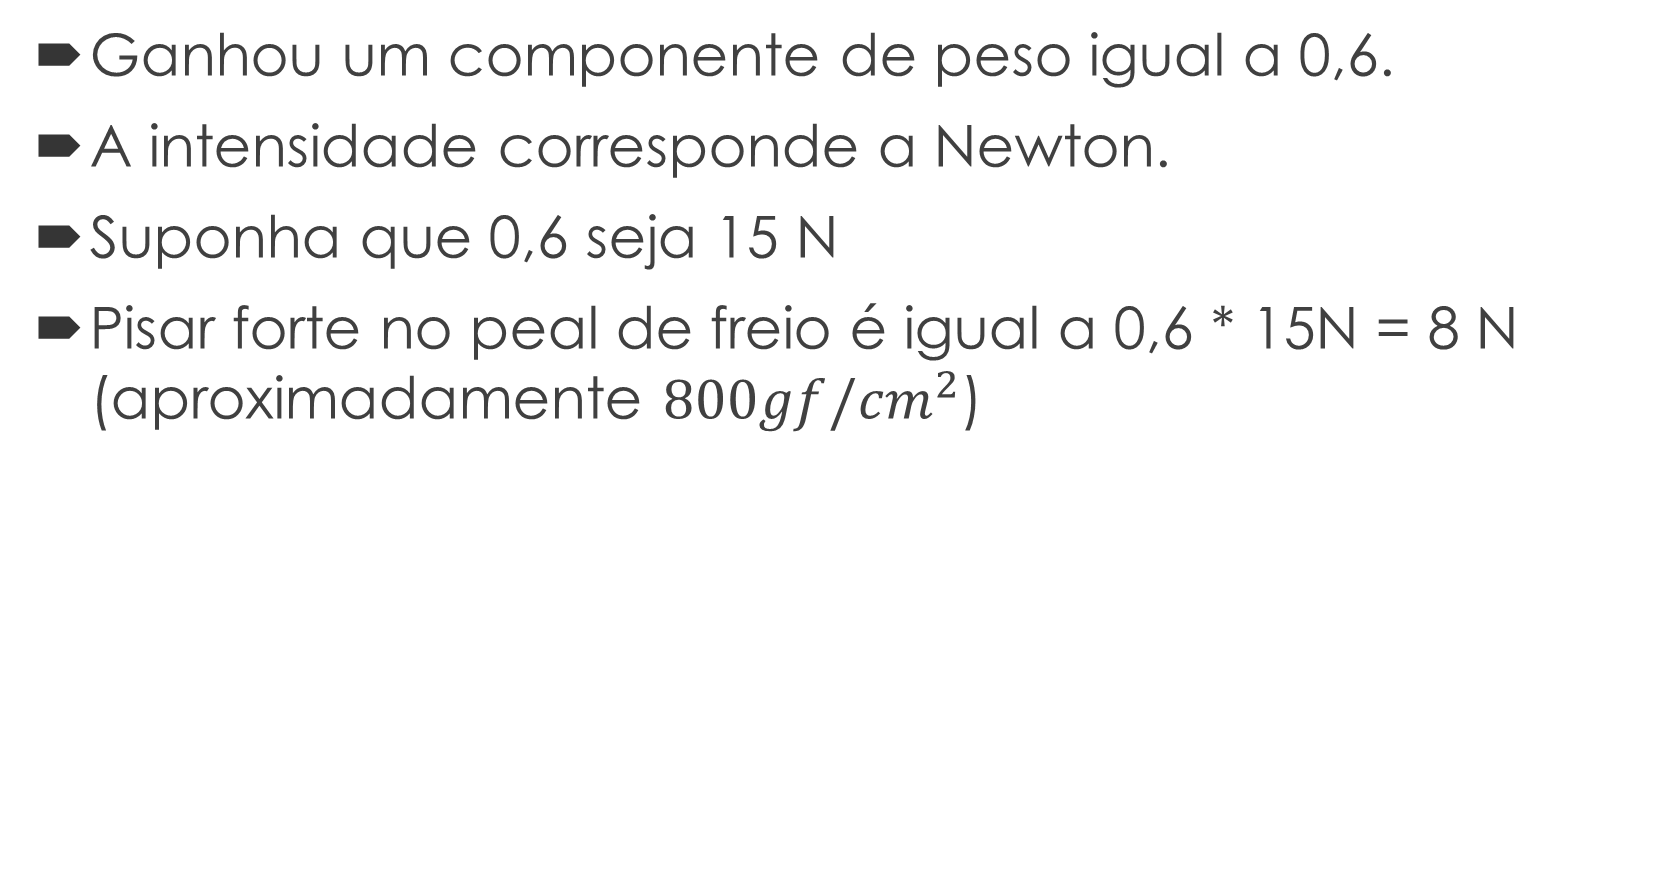 Ganhou um componente de peso igual a 0,6.
A intensidade corresponde a Newton.
Suponha que 0,6 seja 15 N
Pisar forte no peal de freio é igual a 0,6 * 15N = 8 N
(aproximadamente 800gf/cm²)